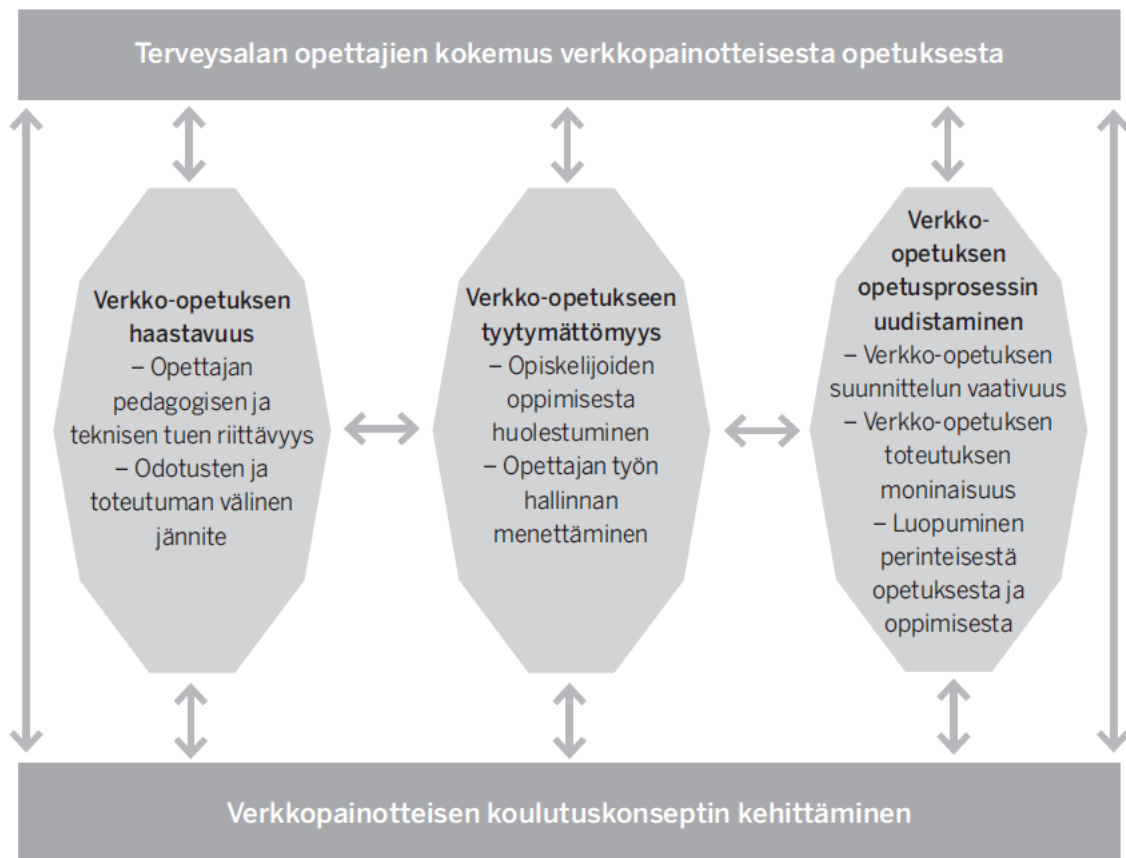 Terveysalan opettajien kokemus verkkopainotteisesta opetuksesta
Verkko-opetuksen
haastavuus
– Opettajan
pedagogisen ja
teknisen tuen riittävyys
– Odotusten ja
toteutuman välinen
jännite
Verkko-opetukseen
tyytymättömyys
– Opiskelijoiden
oppimisesta
huolestuminen
– Opettajan työn
hallinnan
menettäminen
Verkko-
opetuksen
opetusprosessin
uudistaminen
– Verkko-opetuksen
suunnittelun vaativuus
– Verkko-opetuksen
toteutuksen
moninaisuus
– Luopuminen
perinteisestä
opetuksesta ja
oppimisesta
Verkkopainotteisen koulutuskonseptin kehittäminen